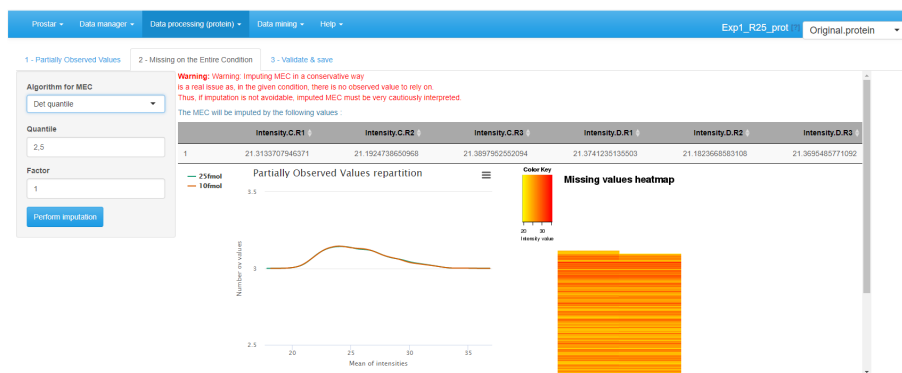 Prostar Data manager Data processing (protein) Data mining Help
Exp1_R25_prot Original.protein
1 - Partially Observed Values 2 - Missing on the Entire Condition 3 - Validate & save
Warning: Warning: Imputing MEC in a conservative way
is a real issue as, in the given condition, there is no observed value to rely on.
Thus, if imputation is not avoidable, imputed MEC must be very cautiously interpreted.
The MEC will be imputed by the following values :
Algorithm for MEC
Det quantile
Quantile
2,5
Factor
1
Perform imputation
Intensity.C.R1 Intensity.C.R2 Intensity.C.R3 Intensity.D.R1 Intensity.D.R2 Intensity.D.R3
1 21.3133707946371 21.1924738650968 21.3897955252094 21.3741235135503 21.1823668583108 21.3695485771092
25fmol
10fmol
Partially Observed Values repartition
3.5
3
2.5
Number ov values
20 25 30 35
Mean of intensities
Color Key
20 30
Intensity value
Missing values heatmap